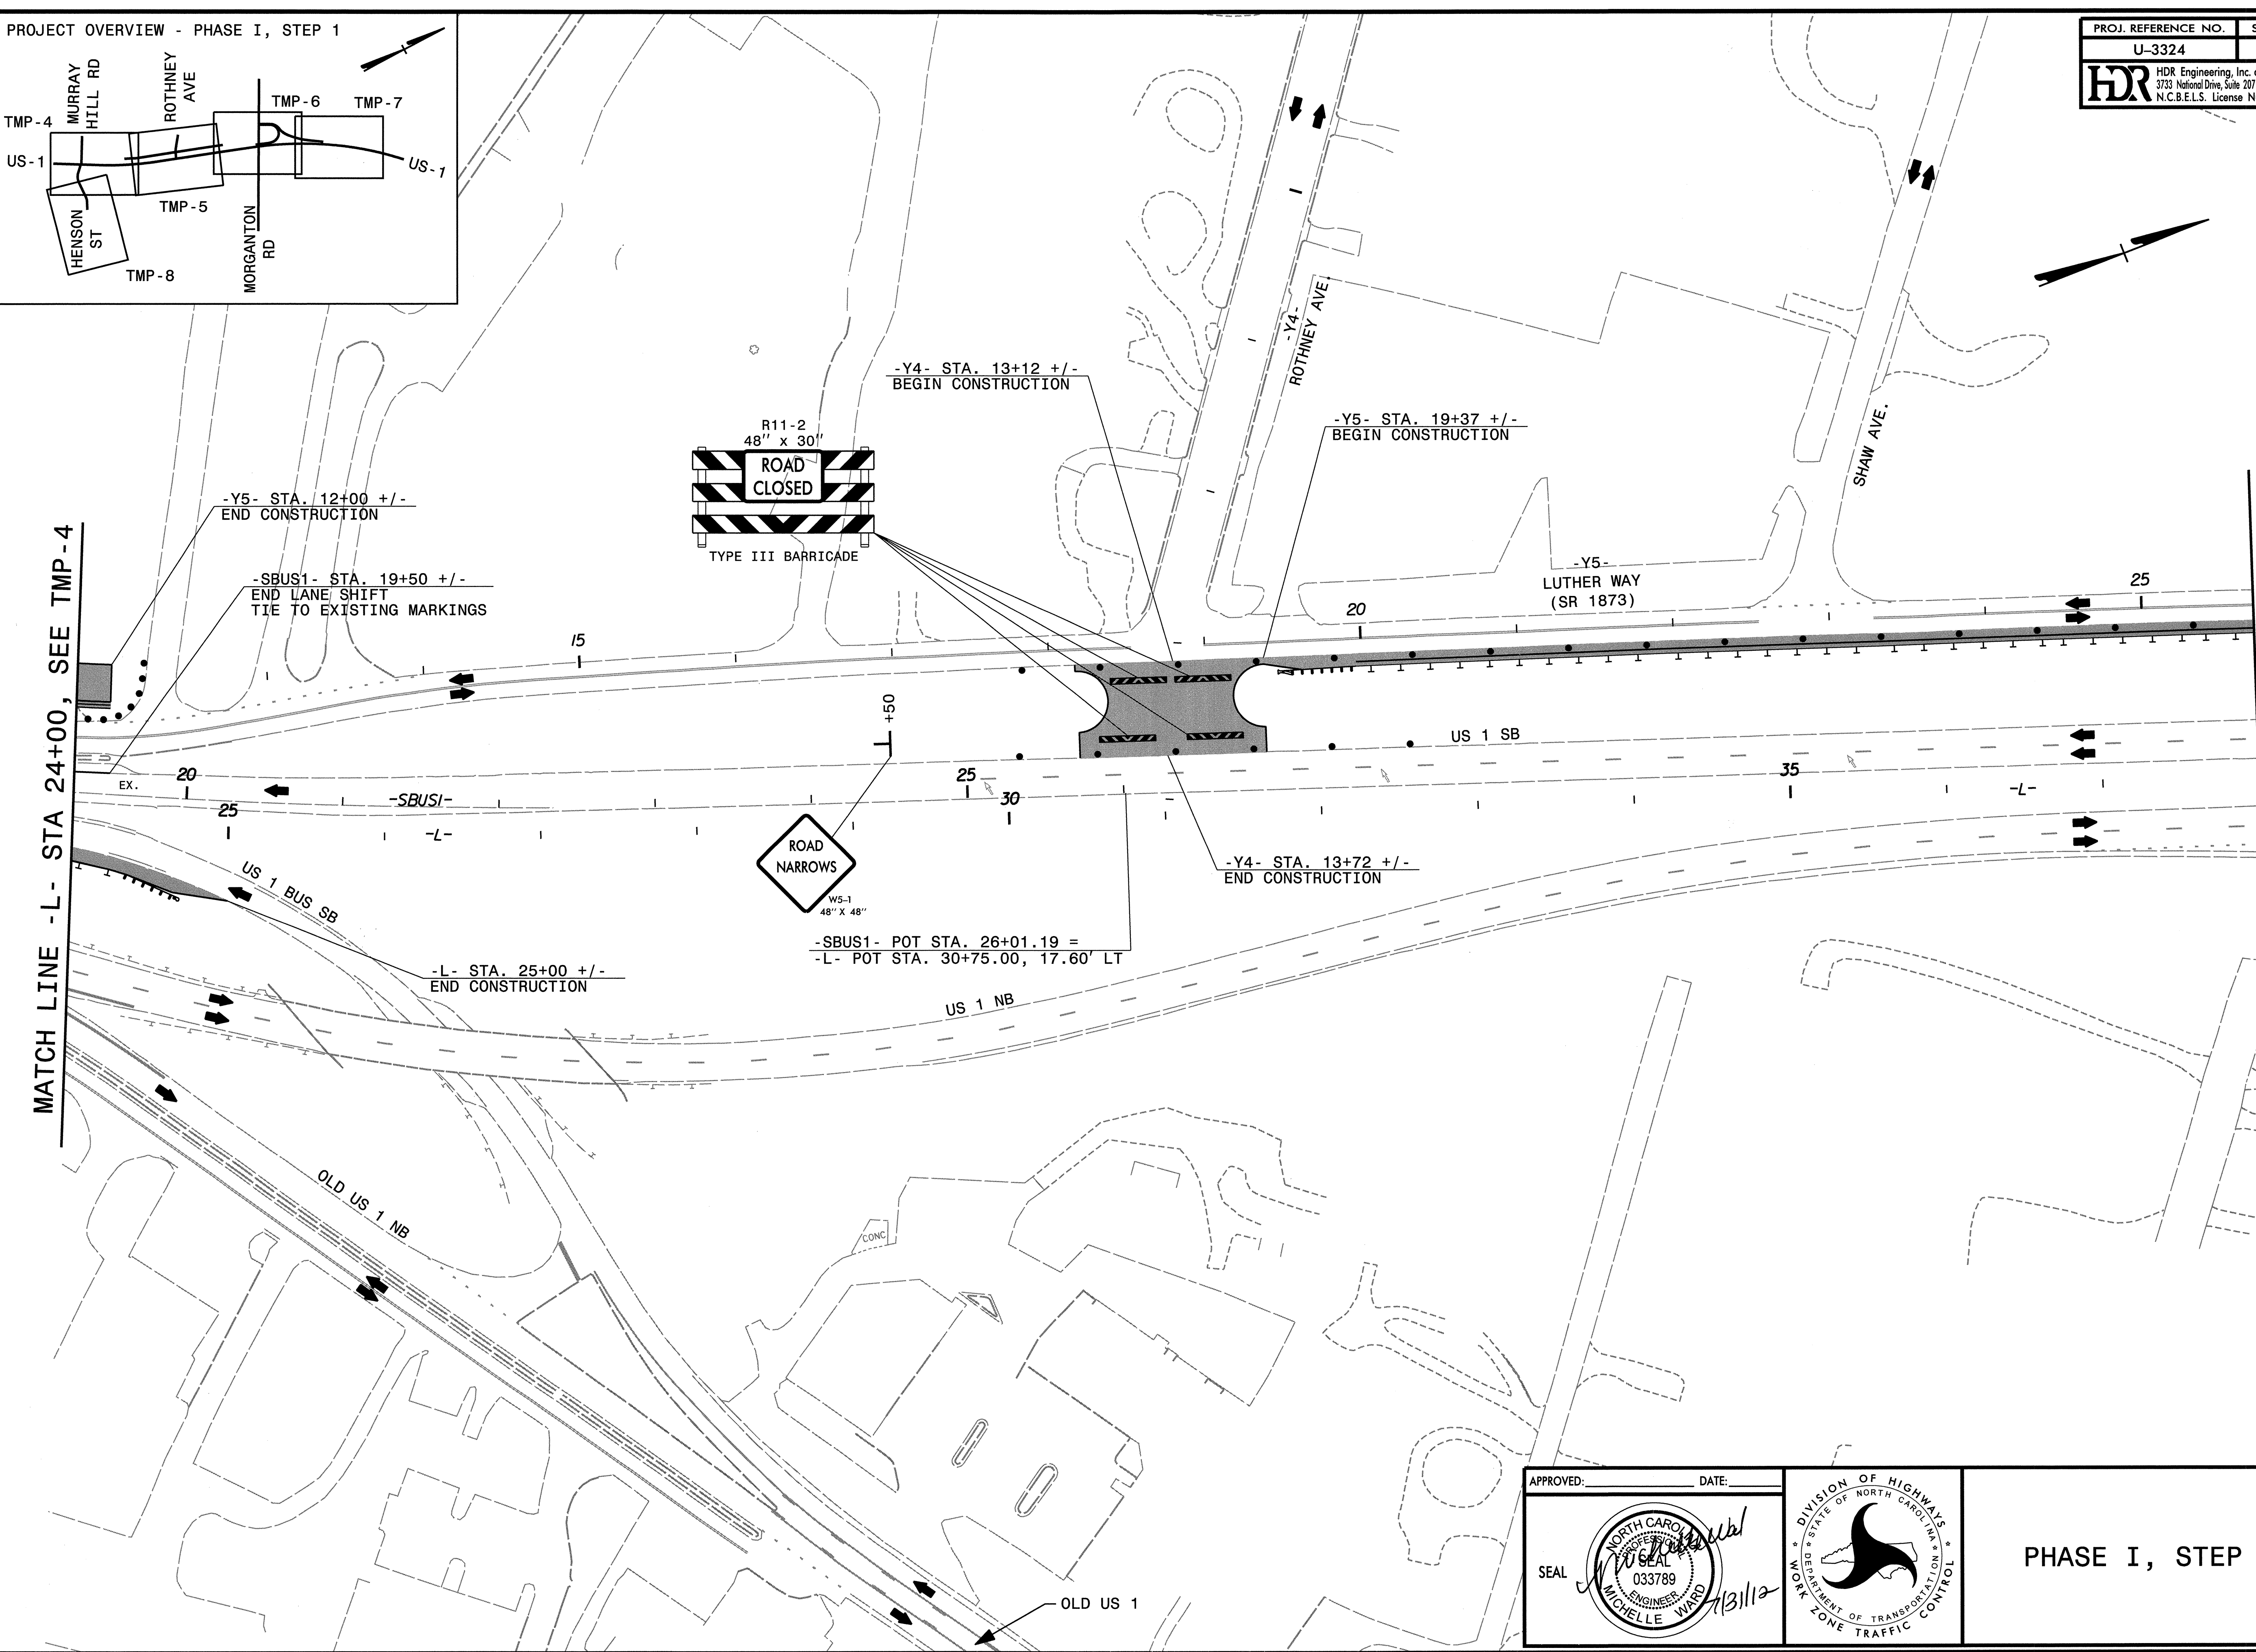 PROJECT OVERVIEW - PHASE I, STEP 1
MURRAY
HILL RD
ROTHNEY
AVE
TMP-4
TMP-6
TMP-7
US-1
US-1
TMP-5
HENSON
ST
MORGANTON
RD
TMP-8
PROJ. REFERENCE NO.
U-3324
HDR
HDR Engineering, Inc.
3733 National Drive, Suite 207
N.C.B.E.L.S. License
-Y4-
ROTHNEY AVE.
SHAW AVE.
-Y4- STA. 13+12 +/-
BEGIN CONSTRUCTION
-Y5- STA. 19+37 +/-
BEGIN CONSTRUCTION
R11-2
48" x 30"
ROAD
CLOSED
TYPE III BARRICADE
-Y5- STA. 12+00 +/-
END CONSTRUCTION
-SBUS1- STA. 19+50 +/-
END LANE SHIFT
TIE TO EXISTING MARKINGS
MATCH LINE -L- STA 24+00, SEE TMP-4
-Y5-
LUTHER WAY
(SR 1873)
15
20
25
+50
US 1 SB
EX.
20
-SBUS1-
25
30
35
-L-
25
-L-
ROAD
NARROWS
W5-1
48" X 48"
-Y4- STA. 13+72 +/-
END CONSTRUCTION
US 1 BUS SB
-SBUS1- POT STA. 26+01.19 =
-L- POT STA. 30+75.00, 17.60' LT
-L- STA. 25+00 +/-
END CONSTRUCTION
US 1 NB
OLD US 1 NB
CONC
OLD US 1
APPROVED:
DATE:
SEAL
NORTH CAROLINA
PROFESSIONAL
SEAL
033789
ENGINEER
MICHELLE WARD
7/31/12
DIVISION OF HIGHWAYS
STATE OF NORTH CAROLINA
DEPARTMENT OF TRANSPORTATION
WORK ZONE TRAFFIC CONTROL
PHASE I, STEP